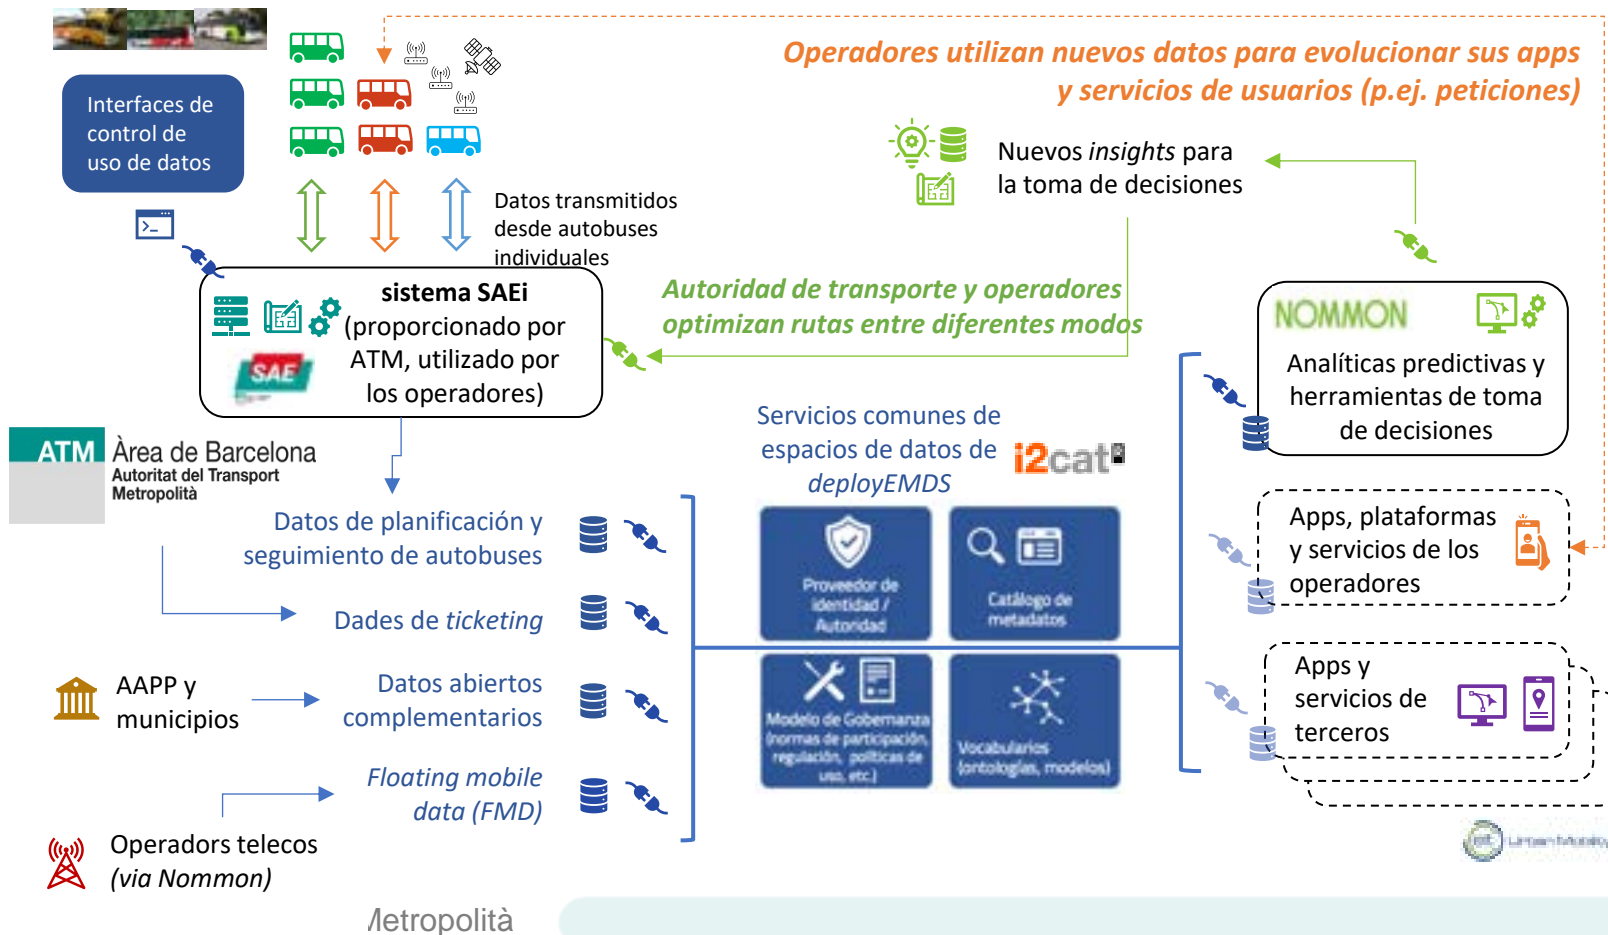 Operadores utilizan nuevos datos para evolucionar sus apps
y servicios de usuarios (p.ej. peticiones)
Interfaces de
control de
uso de datos
Nuevos insights para
la toma de decisiones
Datos transmitidos
desde autobuses
individuales
sistema SAEi
(proporcionado por
ATM, utilizado por
los operadores)
SAE
Autoridad de transporte y operadores
optimizan rutas entre diferentes modos
NOMMON
Analíticas predictivas y
herramientas de toma
de decisiones
Servicios comunes de
espacios de datos de
deployEMDS
i2cat
ATM
Àrea de Barcelona
Autoritat del Transport
Metropolità
Datos de planificación y
seguimiento de autobuses
Dades de ticketing
AAPP y
municipios
Datos abiertos
complementarios
Floating mobile
data (FMD)
Operadors telecos
(via Nommon)
Proveedor de
identidad /
Autoridad
Catálogo de
metadatos
Modelo de Gobernanza
(normas de participación,
regulación, políticas de
uso, etc.)
Vocabularios
(ontologías, modelos)
Apps, plataformas
y servicios de los
operadores
Apps y
servicios de
terceros
eit Urban Mobility
Metropolità